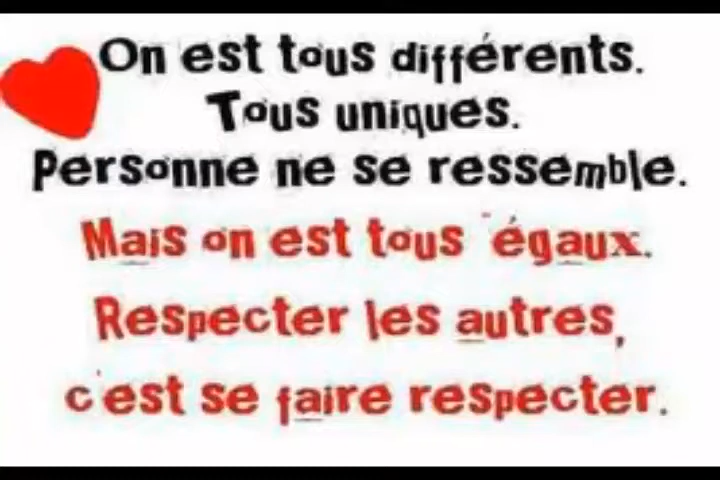 On est tous différents.
Tous uniques.
Personne ne se ressemble.
Mais on est tous égaux.
Respecter les autres,
c'est se faire respecter.